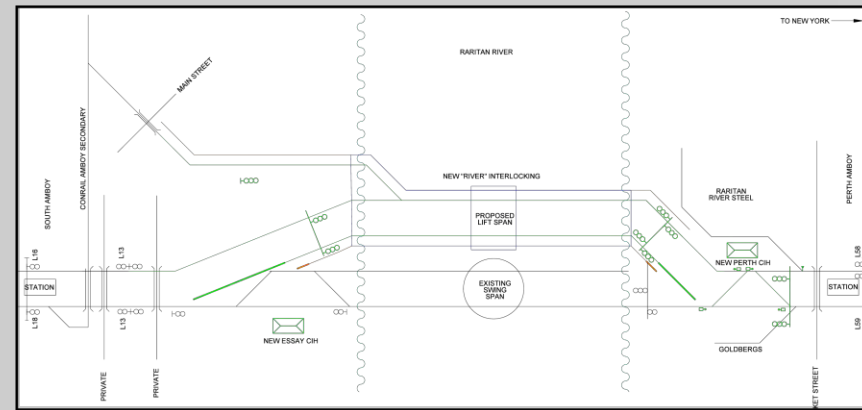 TO NEW YORK
RARITAN RIVER
MAIN STREET
CONRAIL AMBOY SECONDARY
SOUTH AMBOY
NEW "RIVER" INTERLOCKING
PROPOSED
LIFT SPAN
RARITAN
RIVER STEEL
PERTH AMBOY
L16
L13
NEW PERTH CIH
L58
STATION
EXISTING
SWING
SPAN
STATION
L18
L13
NEW ESSAY CIH
L59
GOLDBERGS
PRIVATE
PRIVATE
KET STREET